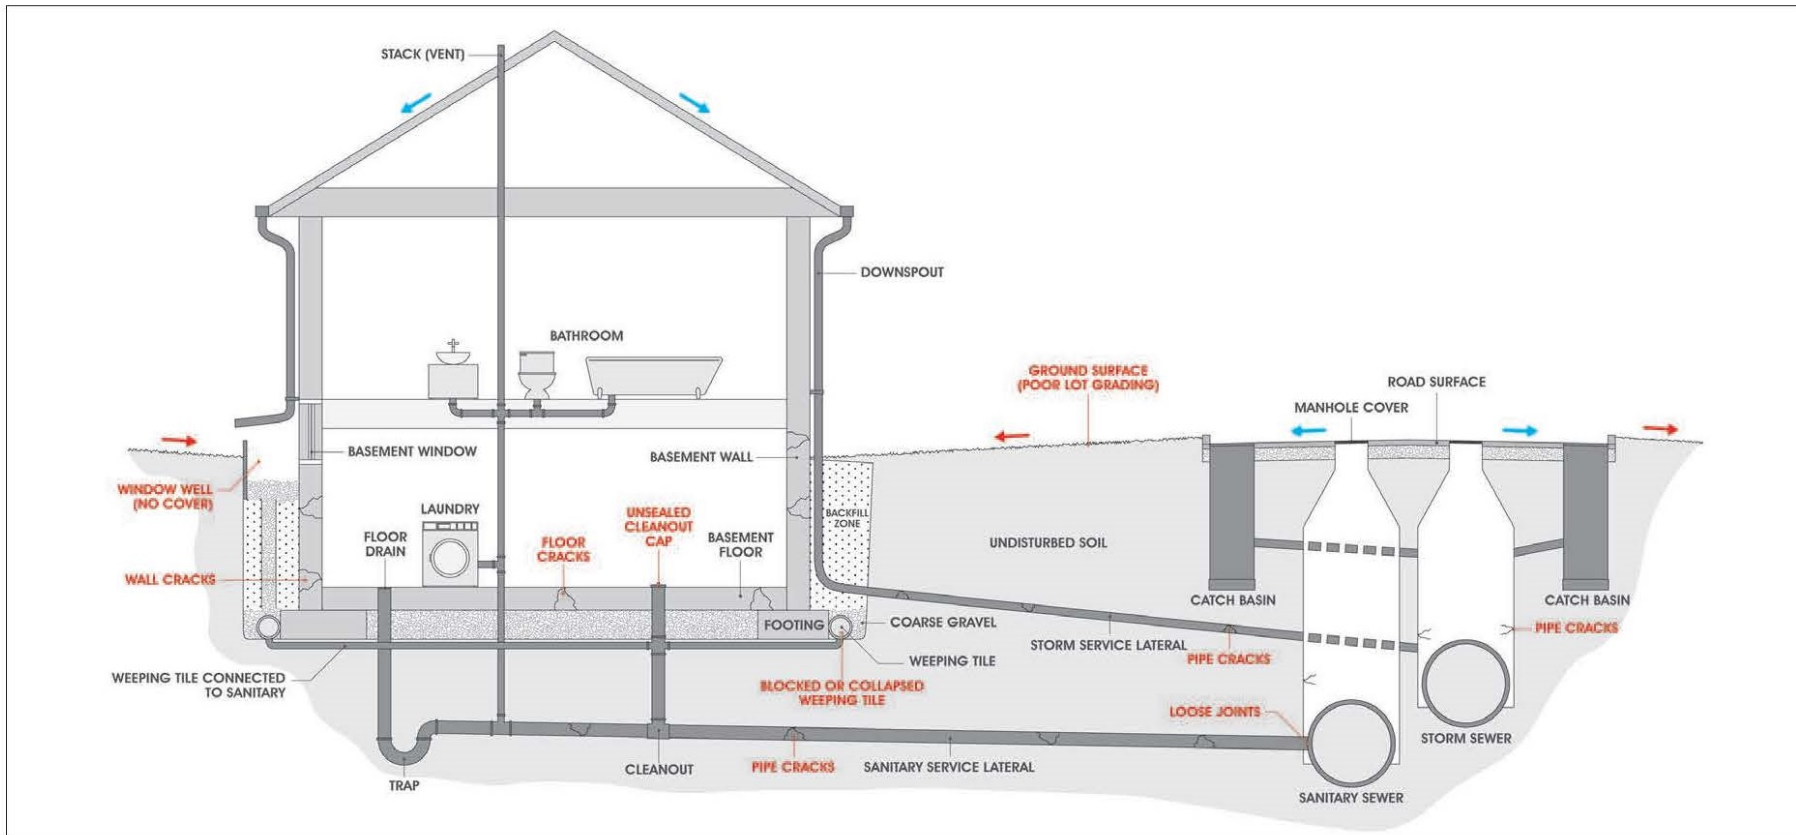 STACK (VENT)
DOWNSPOUT
BATHROOM
GROUND SURFACE
(POOR LOT GRADING)
ROAD SURFACE
MANHOLE COVER
BASEMENT WINDOW
BASEMENT WALL
WINDOW WELL
(NO COVER)
LAUNDRY
UNSEALED
CLEANOUT
CAP
BACKFILL
ZONE
FLOOR
DRAIN
FLOOR
CRACKS
BASEMENT
FLOOR
UNDISTURBED SOIL
WALL CRACKS
CATCH BASIN
CATCH BASIN
FOOTING
COARSE GRAVEL
STORM SERVICE LATERAL
PIPE CRACKS
PIPE CRACKS
WEEPING TILE
WEEPING TILE CONNECTED
TO SANITARY
BLOCKED OR COLLAPSED
WEEPING TILE
LOOSE JOINTS
STORM SEWER
TRAP
CLEANOUT
PIPE CRACKS
SANITARY SERVICE LATERAL
SANITARY SEWER